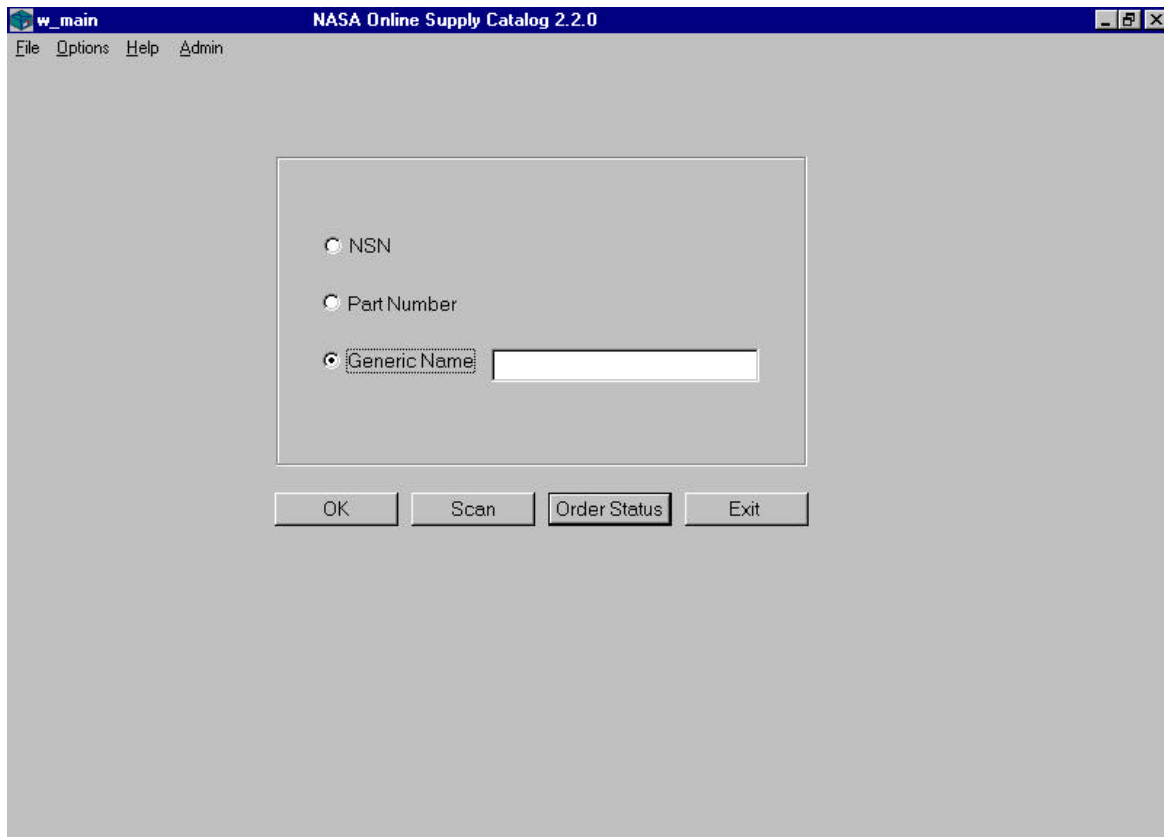 w_main NASA Online Supply Catalog 2.2.0
File Options Help Admin
NSN
Part Number
Generic Name
OK Scan Order Status Exit